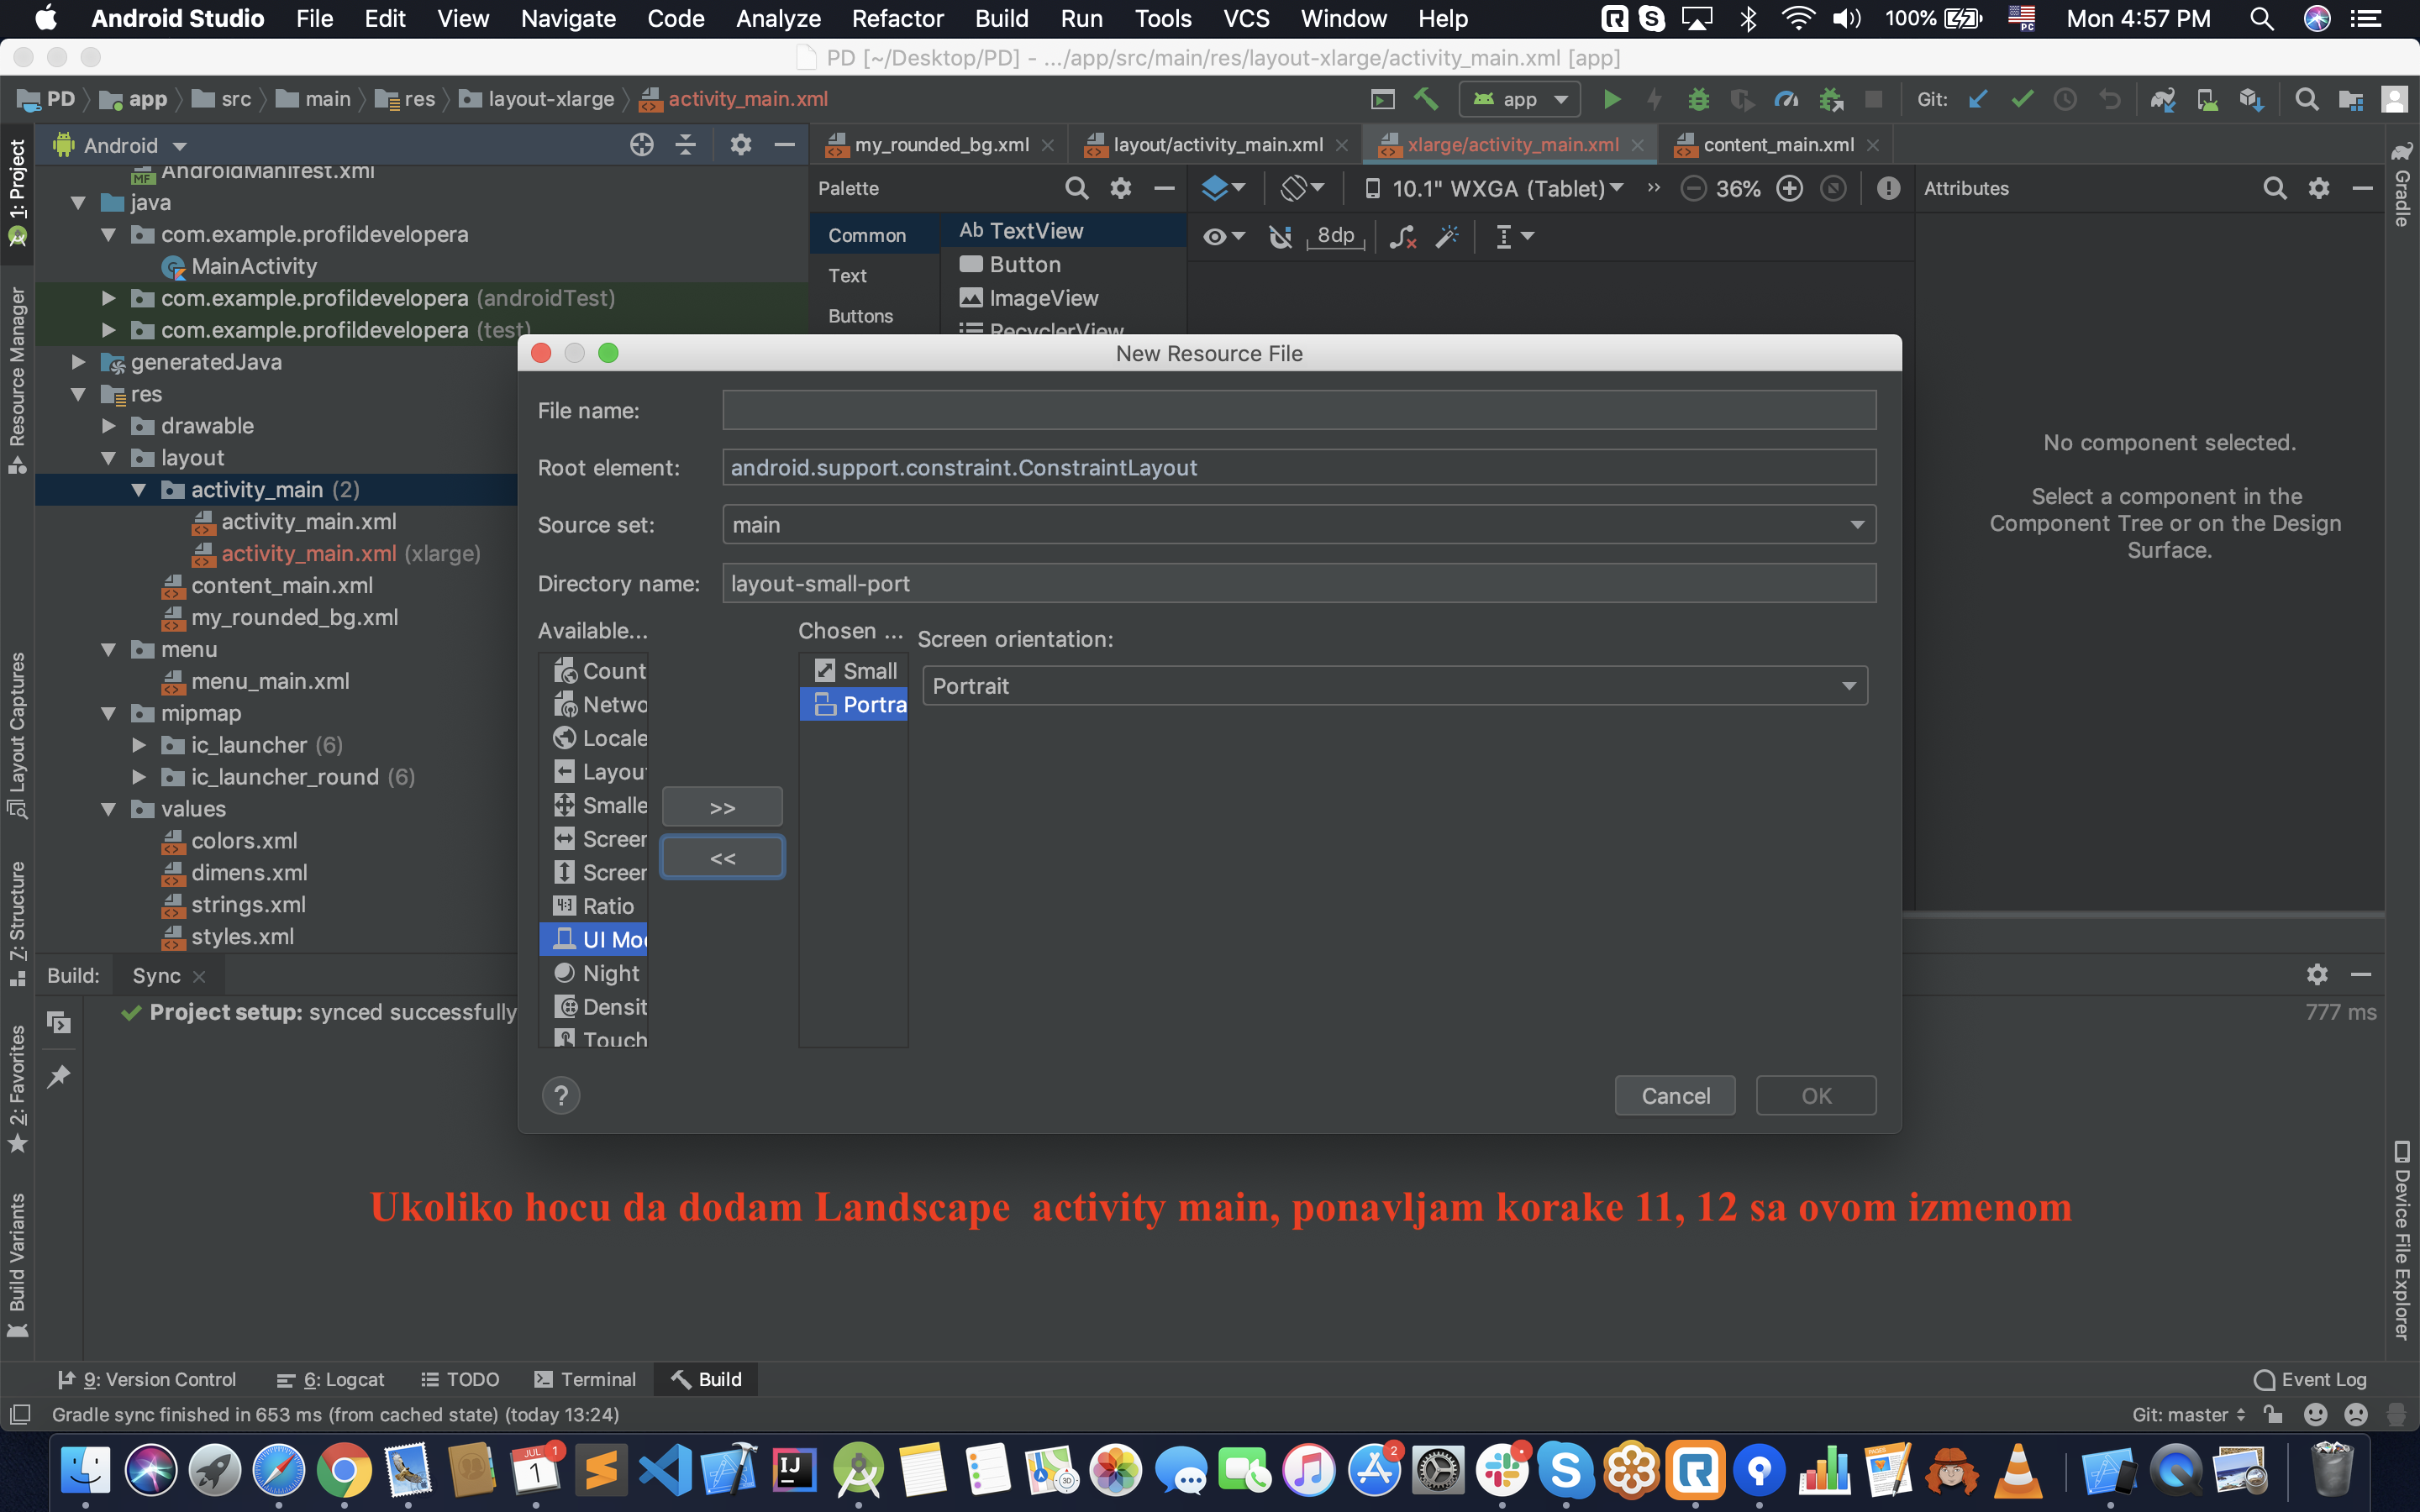 Android Studio File Edit View Navigate Code Analyze Refactor Build Run Tools VCS Window Help 100% PC Mon 4:57 PM
PD [~/Desktop/PD] - .../app/src/main/res/layout-xlarge/activity_main.xml [app]
PD app src main res layout-xlarge activity_main.xml app Git:
Android my_rounded_bg.xml layout/activity_main.xml xlarge/activity_main.xml content_main.xml
1: Project
Resource Manager
Layout Captures
7: Structure
2: Favorites
Build Variants
AndroidManifest.xml
java
com.example.profildevelopera
MainActivity
com.example.profildevelopera (androidTest)
com.example.profildevelopera (test)
generatedJava
res
drawable
layout
activity_main (2)
activity_main.xml
activity_main.xml (xlarge)
content_main.xml
my_rounded_bg.xml
menu
menu_main.xml
mipmap
ic_launcher (6)
ic_launcher_round (6)
values
colors.xml
dimens.xml
strings.xml
styles.xml
Palette
Common
Text
Buttons
Ab TextView
Button
ImageView
RecyclerView
10.1" WXGA (Tablet) 36%
8dp
Attributes
No component selected.
Select a component in the
Component Tree or on the Design
Surface.
Gradle
Device File Explorer
New Resource File
File name:
Root element: android.support.constraint.ConstraintLayout
Source set: main
Directory name: layout-small-port
Available...
Count
Netwo
Locale
Layou
Smalle
Screer
Screer
Ratio
UI Mo
Night
Densit
Touch
>>
<<
Chosen ...
Small
Portra
Screen orientation:
Portrait
? Cancel OK
Build: Sync
Project setup: synced successfully 777 ms
Ukoliko hocu da dodam Landscape activity main, ponavljam korake 11, 12 sa ovom izmenom
9: Version Control 6: Logcat TODO Terminal Build Event Log
Gradle sync finished in 653 ms (from cached state) (today 13:24) Git: master
JUL 1 1 IJ 3D 2 PAGES